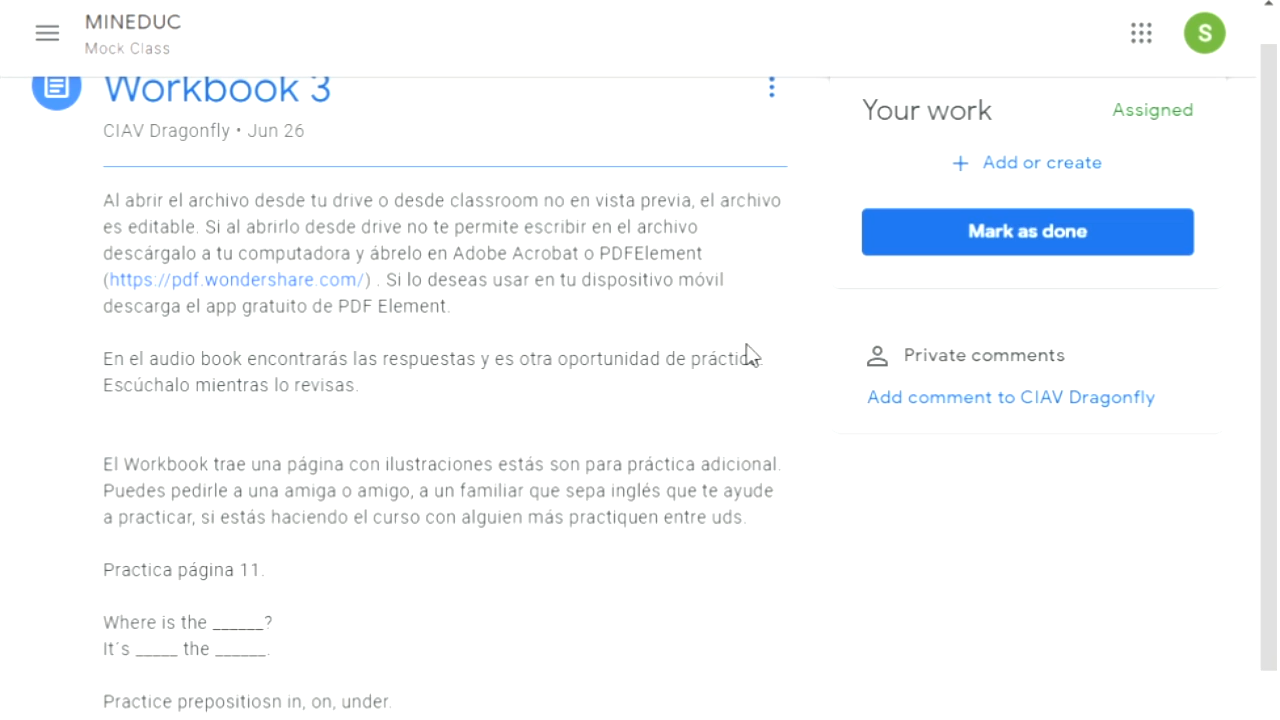 MINEDUC
Mock Class
S
Workbook 3
CIAV Dragonfly • Jun 26
Al abrir el archivo desde tu drive o desde classroom no en vista previa, el archivo
es editable. Si al abrirlo desde drive no te permite escribir en el archivo
descárgalo a tu computadora y ábrelo en Adobe Acrobat o PDFElement
(https://pdf.wondershare.com/) . Si lo deseas usar en tu dispositivo móvil
descarga el app gratuito de PDF Element.
En el audio book encontrarás las respuestas y es otra oportunidad de práctica.
Escúchalo mientras lo revisas.
El Workbook trae una página con ilustraciones estás son para práctica adicional.
Puedes pedirle a una amiga o amigo, a un familiar que sepa inglés que te ayude
a practicar, si estás haciendo el curso con alguien más practiquen entre uds.
Practica página 11.
Where is the ______?
It´s _____ the ______.
Practice prepositiosn in, on, under.
Your work
Assigned
+ Add or create
Mark as done
Private comments
Add comment to CIAV Dragonfly